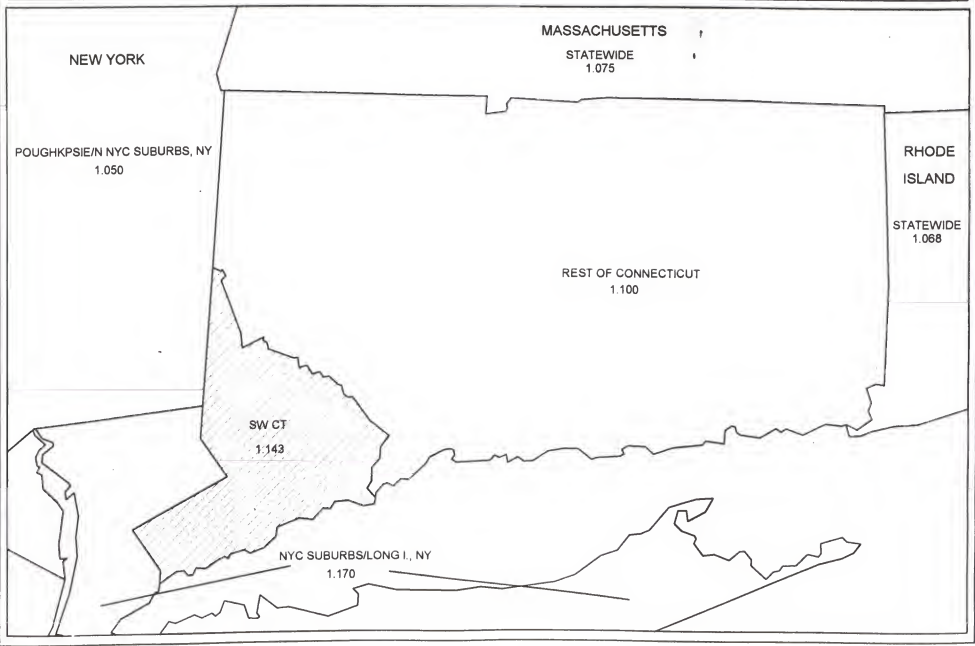 MASSACHUSETTS
STATEWIDE
1.075
NEW YORK
POUGHKPSIE/N NYC SUBURBS, NY
1.050
RHODE
ISLAND
STATEWIDE
1.068
REST OF CONNECTICUT
1.100
SW CT
1.143
NYC SUBURBS/LONG I., NY
1.170